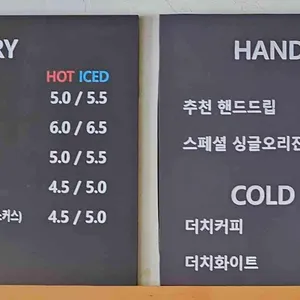 RY
HOT ICED
5.0 / 5.5
6.0 / 6.5
5.0 / 5.5
4.5 / 5.0
커스) 4.5 / 5.0
HAND
추천 핸드드립
스페셜 싱글오리진
COLD
더치커피
더치화이트